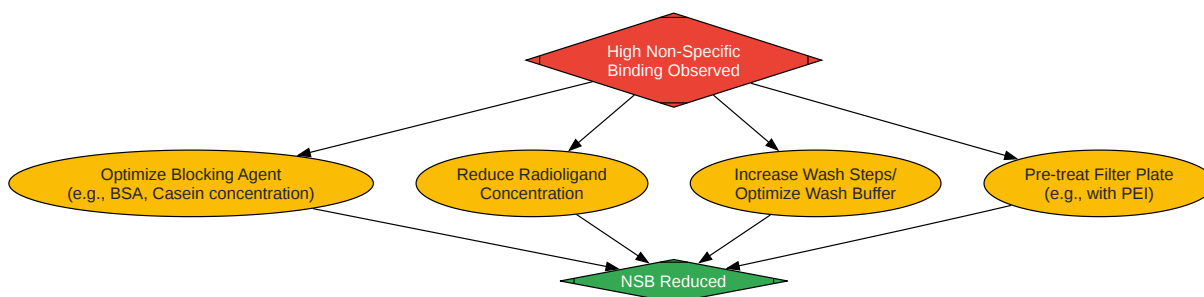 High Non-Specific
Binding Observed
Optimize Blocking Agent
(e.g., BSA, Casein concentration)
Reduce Radioligand
Concentration
Increase Wash Steps/
Optimize Wash Buffer
Pre-treat Filter Plate
(e.g., with PEI)
NSB Reduced